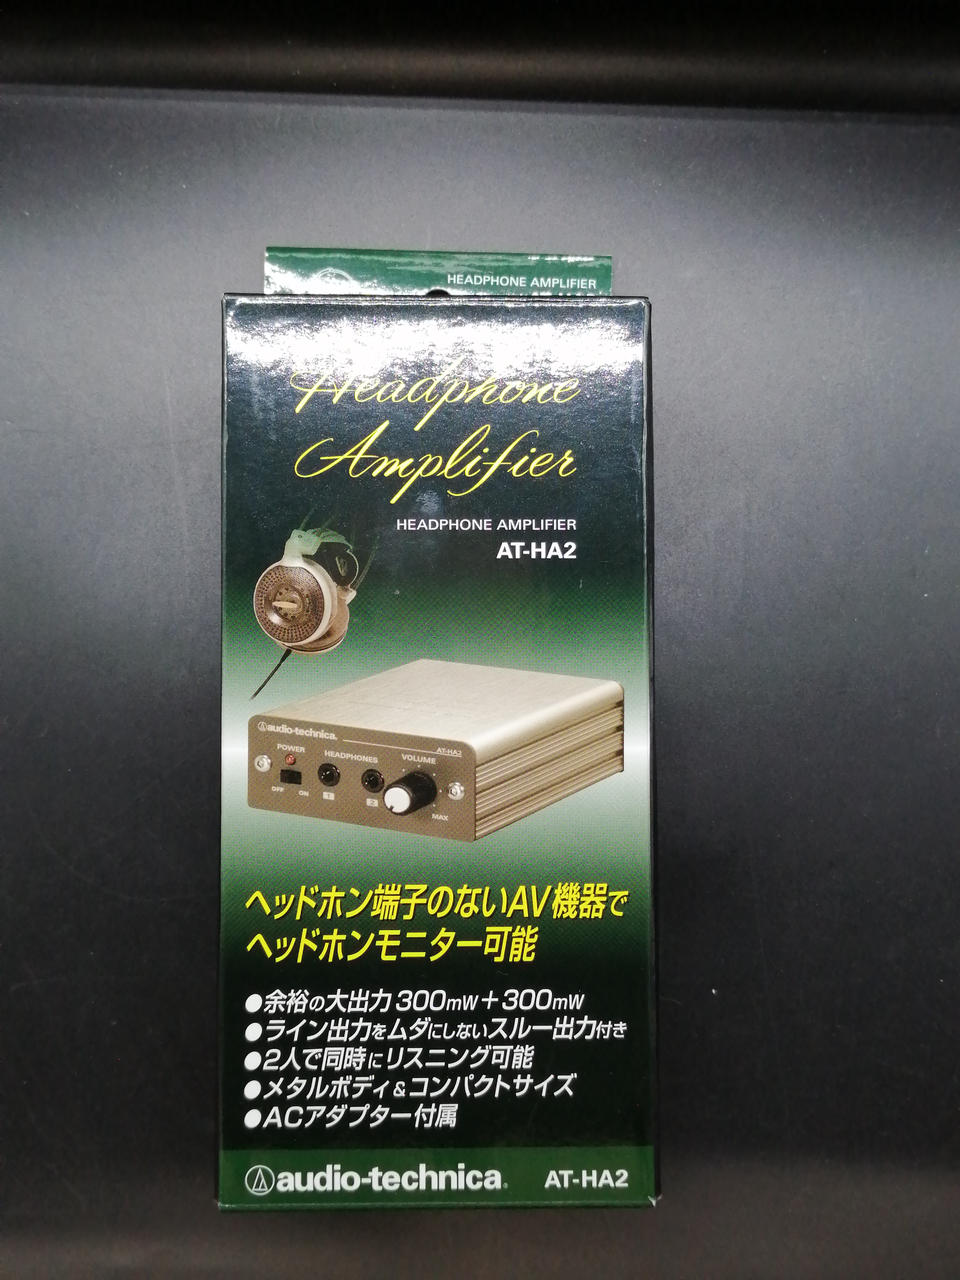 HEADPHONE AMPLIFIER
Headphone
Amplifier
HEADPHONE AMPLIFIER
AT-HA2
audio-technica.
AT-HA2
POWER
HEADPHONES
VOLUME
OFF
ON
1
2
MAX
ヘッドホン端子のないAV機器で
ヘッドホンモニター可能
●余裕の大出力 300mW+300mW
●ライン出力をムダにしないスルー出力付き
●2人で同時にリスニング可能
●メタルボディ&コンパクトサイズ
●ACアダプター付属
audio-technica.
AT-HA2